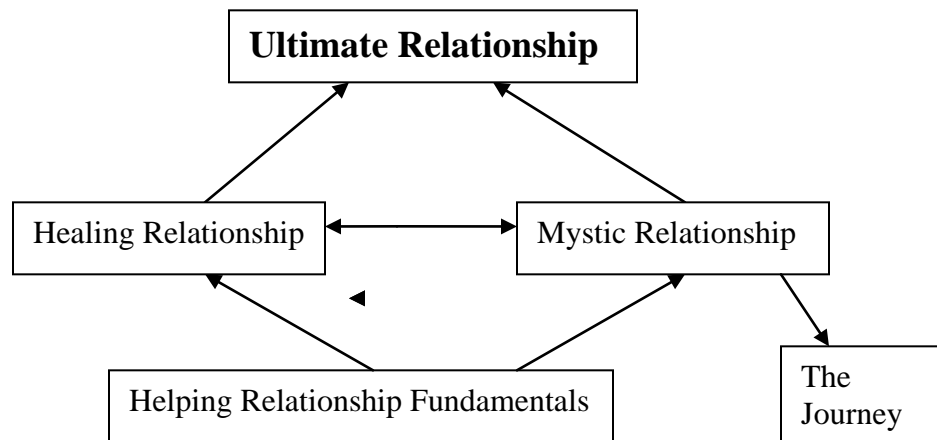 Ultimate Relationship
Healing Relationship
Mystic Relationship
Helping Relationship Fundamentals
The
Journey